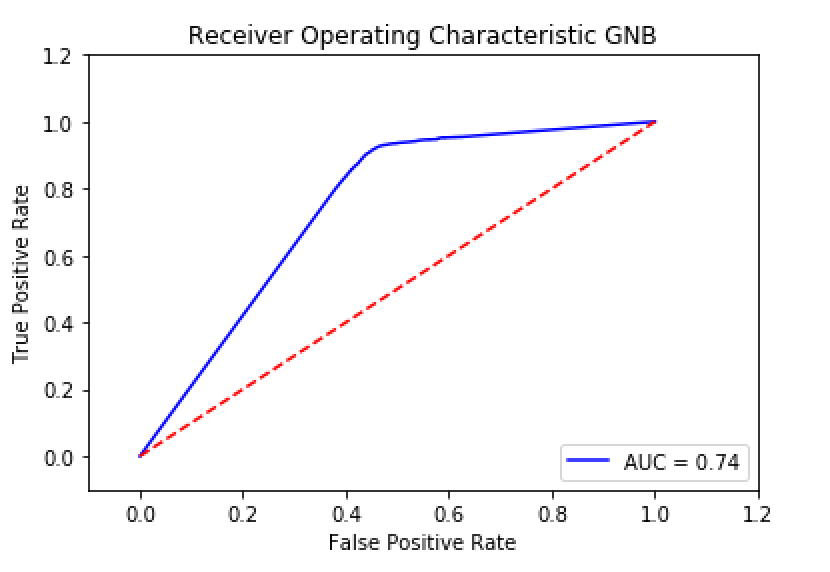 Receiver Operating Characteristic GNB
1.2
1.0
0.8
0.6
0.4
0.2
0.0
True Positive Rate
AUC = 0.74
0.0 0.2 0.4 0.6 0.8 1.0 1.2
False Positive Rate